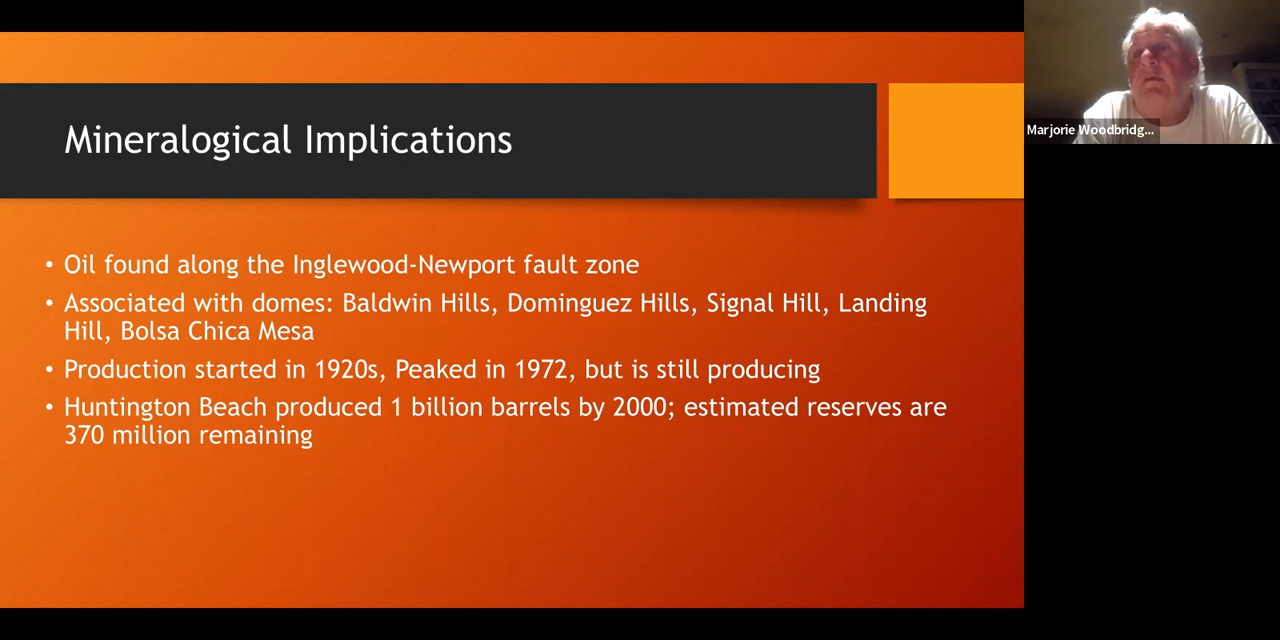 Mineralogical Implications
• Oil found along the Inglewood-Newport fault zone
• Associated with domes: Baldwin Hills, Dominguez Hills, Signal Hill, Landing
Hill, Bolsa Chica Mesa
• Production started in 1920s, Peaked in 1972, but is still producing
• Huntington Beach produced 1 billion barrels by 2000; estimated reserves are
370 million remaining
Marjorie Woodbridg...